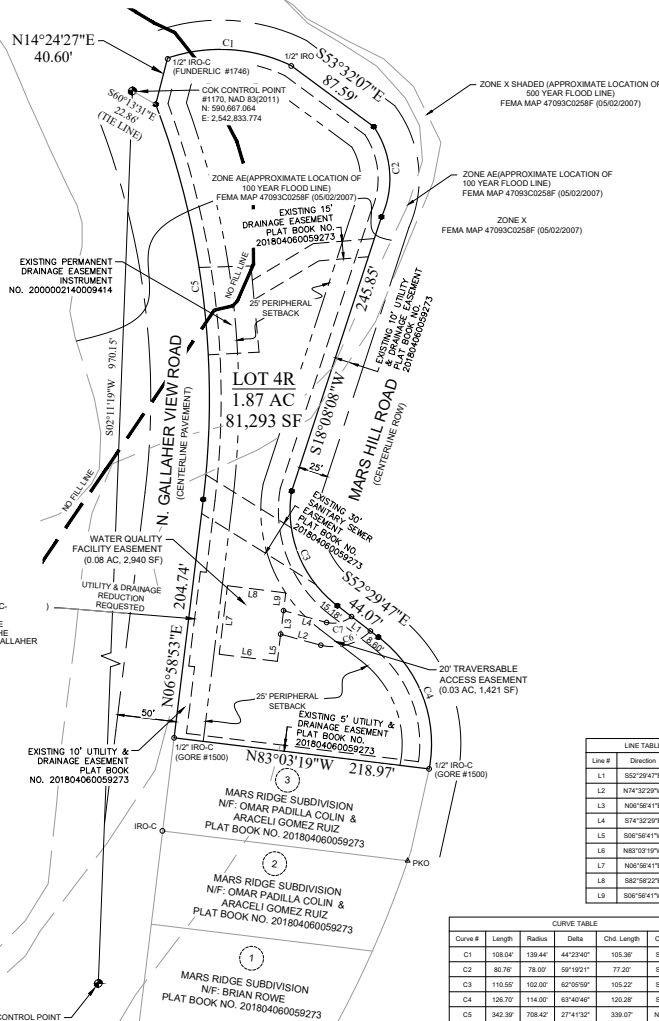 N14°24'27"E
40.60'
C1
1/2" IRO-C
(FUNDERLIC #1746)
1/2" IRO
S53°32'07"E
87.59'
S60°13'31"E
22.86'
(TIE LINE)
COK CONTROL POINT
#1170, NAD 83(2011)
N: 590,667.064
E: 2,542,833.774
ZONE X SHADED (APPROXIMATE LOCATION OF
500 YEAR FLOOD LINE)
FEMA MAP 47093C0258F (05/02/2007)
C2
ZONE AE(APPROXIMATE LOCATION OF
100 YEAR FLOOD LINE)
FEMA MAP 47093C0258F (05/02/2007)
ZONE AE(APPROXIMATE LOCATION OF
100 YEAR FLOOD LINE)
FEMA MAP 47093C0258F (05/02/2007)
ZONE X
FEMA MAP 47093C0258F (05/02/2007)
EXISTING 15'
DRAINAGE EASEMENT
PLAT BOOK NO.
201804060059273
EXISTING PERMANENT
DRAINAGE EASEMENT
INSTRUMENT
NO. 2000002140009414
NO FILL LINE
C5
25' PERIPHERAL
SETBACK
245.85'
S18°08'08"W
EXISTING 10' UTILITY
& DRAINAGE EASEMENT
PLAT BOOK NO.
201804060059273
S02°11'19"W 970.15'
N. GALLAHER VIEW ROAD
(CENTERLINE PAVEMENT)
LOT 4R
1.87 AC
81,293 SF
MARS HILL ROAD
(CENTERLINE ROW)
25'
NO FILL LINE
EXISTING 30'
SANITARY SEWER
EASEMENT
PLAT BOOK NO.
201804060059273
WATER QUALITY
FACILITY EASEMENT
(0.08 AC, 2,940 SF)
C3
S52°29'47"E
44.07'
UTILITY & DRAINAGE
REDUCTION
REQUESTED
204.74'
N06°58'53"E
L8
L9
L7
L3
L4
15.18'
L1
C7
C6
8.60'
L2
L5
L6
C-
)
E
HE
ALLAHER
20' TRAVERSABLE
ACCESS EASEMENT
(0.03 AC, 1,421 SF)
C4
25' PERIPHERAL
SETBACK
50'
EXISTING 5' UTILITY &
DRAINAGE EASEMENT
PLAT BOOK NO.
201804060059273
EXISTING 10' UTILITY &
DRAINAGE EASEMENT
PLAT BOOK
NO. 201804060059273
1/2" IRO-C
(GORE #1500)
N83°03'19"W 218.97'
1/2" IRO-C
(GORE #1500)
3
MARS RIDGE SUBDIVISION
N/F: OMAR PADILLA COLIN &
ARACELI GOMEZ RUIZ
PLAT BOOK NO. 201804060059273
IRO-C
PKO
2
MARS RIDGE SUBDIVISION
N/F: OMAR PADILLA COLIN &
ARACELI GOMEZ RUIZ
PLAT BOOK NO. 201804060059273
1
MARS RIDGE SUBDIVISION
N/F: BRIAN ROWE
PLAT BOOK NO. 201804060059273
CONTROL POINT
LINE TABLE
Line # Direction
L1 S52°29'47"E
L2 N74°32'29"W
L3 N06°56'41"E
L4 S74°32'29"E
L5 S06°56'41"W
L6 N83°03'19"W
L7 N06°56'41"E
L8 S82°58'22"E
L9 S06°56'41"W
CURVE TABLE
Curve # Length Radius Delta Chd. Length C
C1 108.04' 139.44' 44°23'40" 105.36' S
C2 80.76' 78.00' 59°19'21" 77.20' S
C3 110.55' 102.00' 62°05'59" 105.22' S
C4 126.70' 114.00' 63°40'46" 120.28' S
C5 342.39' 708.42' 27°41'32" 339.07' N